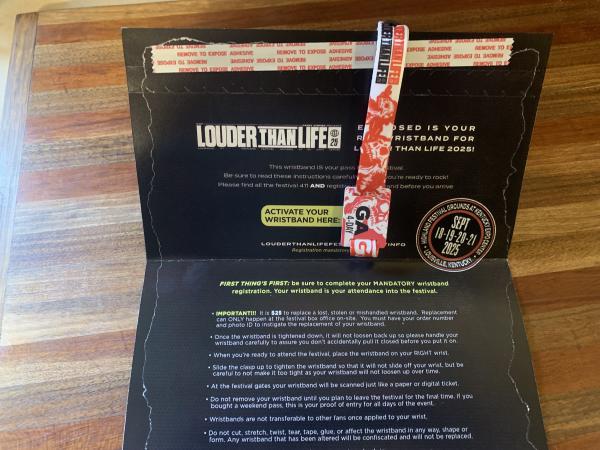 REMOVE TO EXPOSE ADHESIVE
LOUDER THAN LIFE 25
ENCLOSED IS YOUR
WRISTBAND FOR
THAN LIFE 2025!
This wristband IS your pass
Be sure to read these instructions carefully you're ready to rock!
Please find all the festival 411 AND band before you arrive
ACTIVATE YOUR
WRISTBAND HERE:
GA
4-DAY
Registration mandatory
HIGHLAND FESTIVAL GROUNDS AT KENTUCKY EXPO CENTER
SEPT
18-19-20-21
2025
LOUISVILLE, KENTUCKY
FIRST THING'S FIRST: be sure to complete your MANDATORY wristband
registration. Your wristband is your attendance into the festival.
• IMPORTANT!!! It is $25 to replace a lost, stolen or mishandled wristband. Replacement
can ONLY happen at the festival box office on-site. You must have your order number
and photo ID to instigate the replacement of your wristband.
• Once the wristband is tightened down, it will not loosen back up so please handle your
wristband carefully to assure you don't accidentally pull it closed before you put it on.
• When you're ready to attend the festival, place the wristband on your RIGHT wrist.
• Slide the clasp up to tighten the wristband so that it will not slide off your wrist, but be
careful to not make it too tight as your wristband will not loosen up over time.
• At the festival gates your wristband will be scanned just like a paper or digital ticket.
• Do not remove your wristband until you plan to leave the festival for the final time. If you
bought a weekend pass, this is your proof of entry for all days of the event.
• Wristbands are not transferable to other fans once applied to your wrist.
• Do not cut, stretch, twist, tear, tape, glue, or affect the wristband in any way, shape or
form. Any wristband that has been altered will be confiscated and will not be replaced.